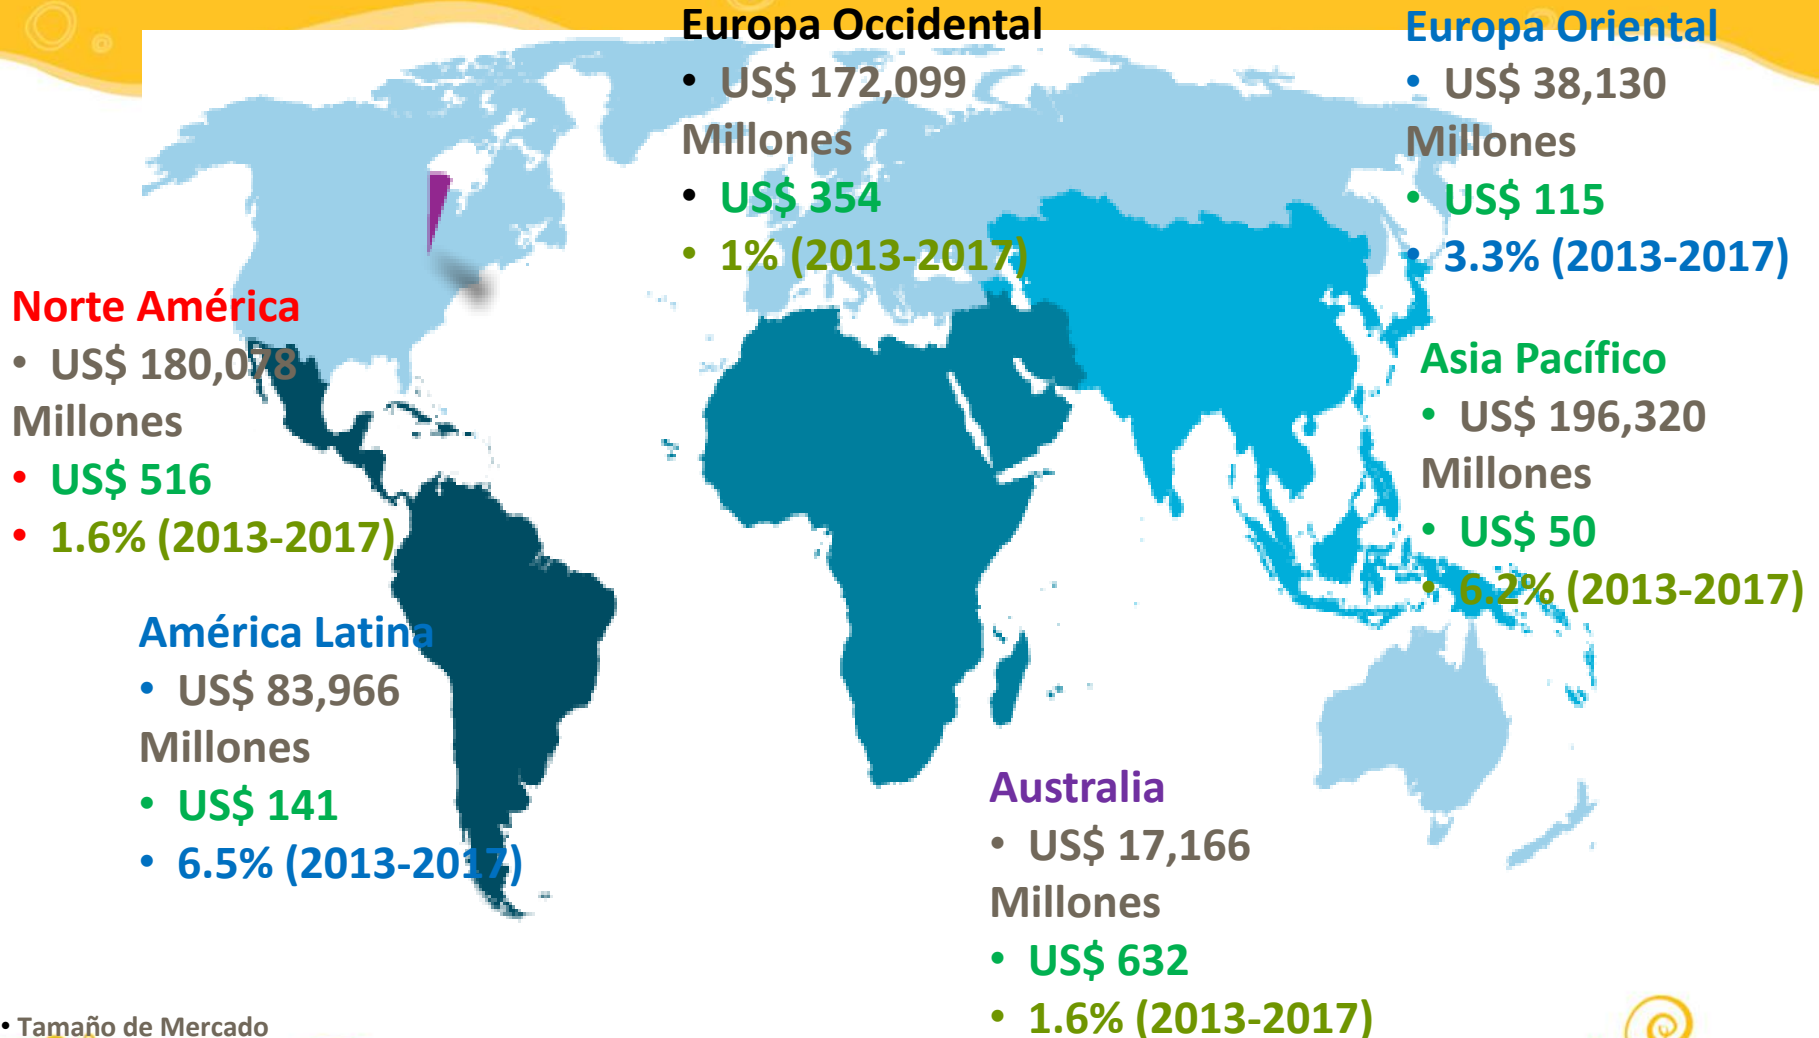 Europa Occidental
• US$ 172,099
Millones
• US$ 354
• 1% (2013-2017)
Europa Oriental
• US$ 38,130
Millones
• US$ 115
• 3.3% (2013-2017)
Norte América
• US$ 180,078
Millones
• US$ 516
• 1.6% (2013-2017)
Asia Pacífico
• US$ 196,320
Millones
• US$ 50
• 6.2% (2013-2017)
América Latina
• US$ 83,966
Millones
• US$ 141
• 6.5% (2013-2017)
Australia
• US$ 17,166
Millones
• US$ 632
• 1.6% (2013-2017)
• Tamaño de Mercado